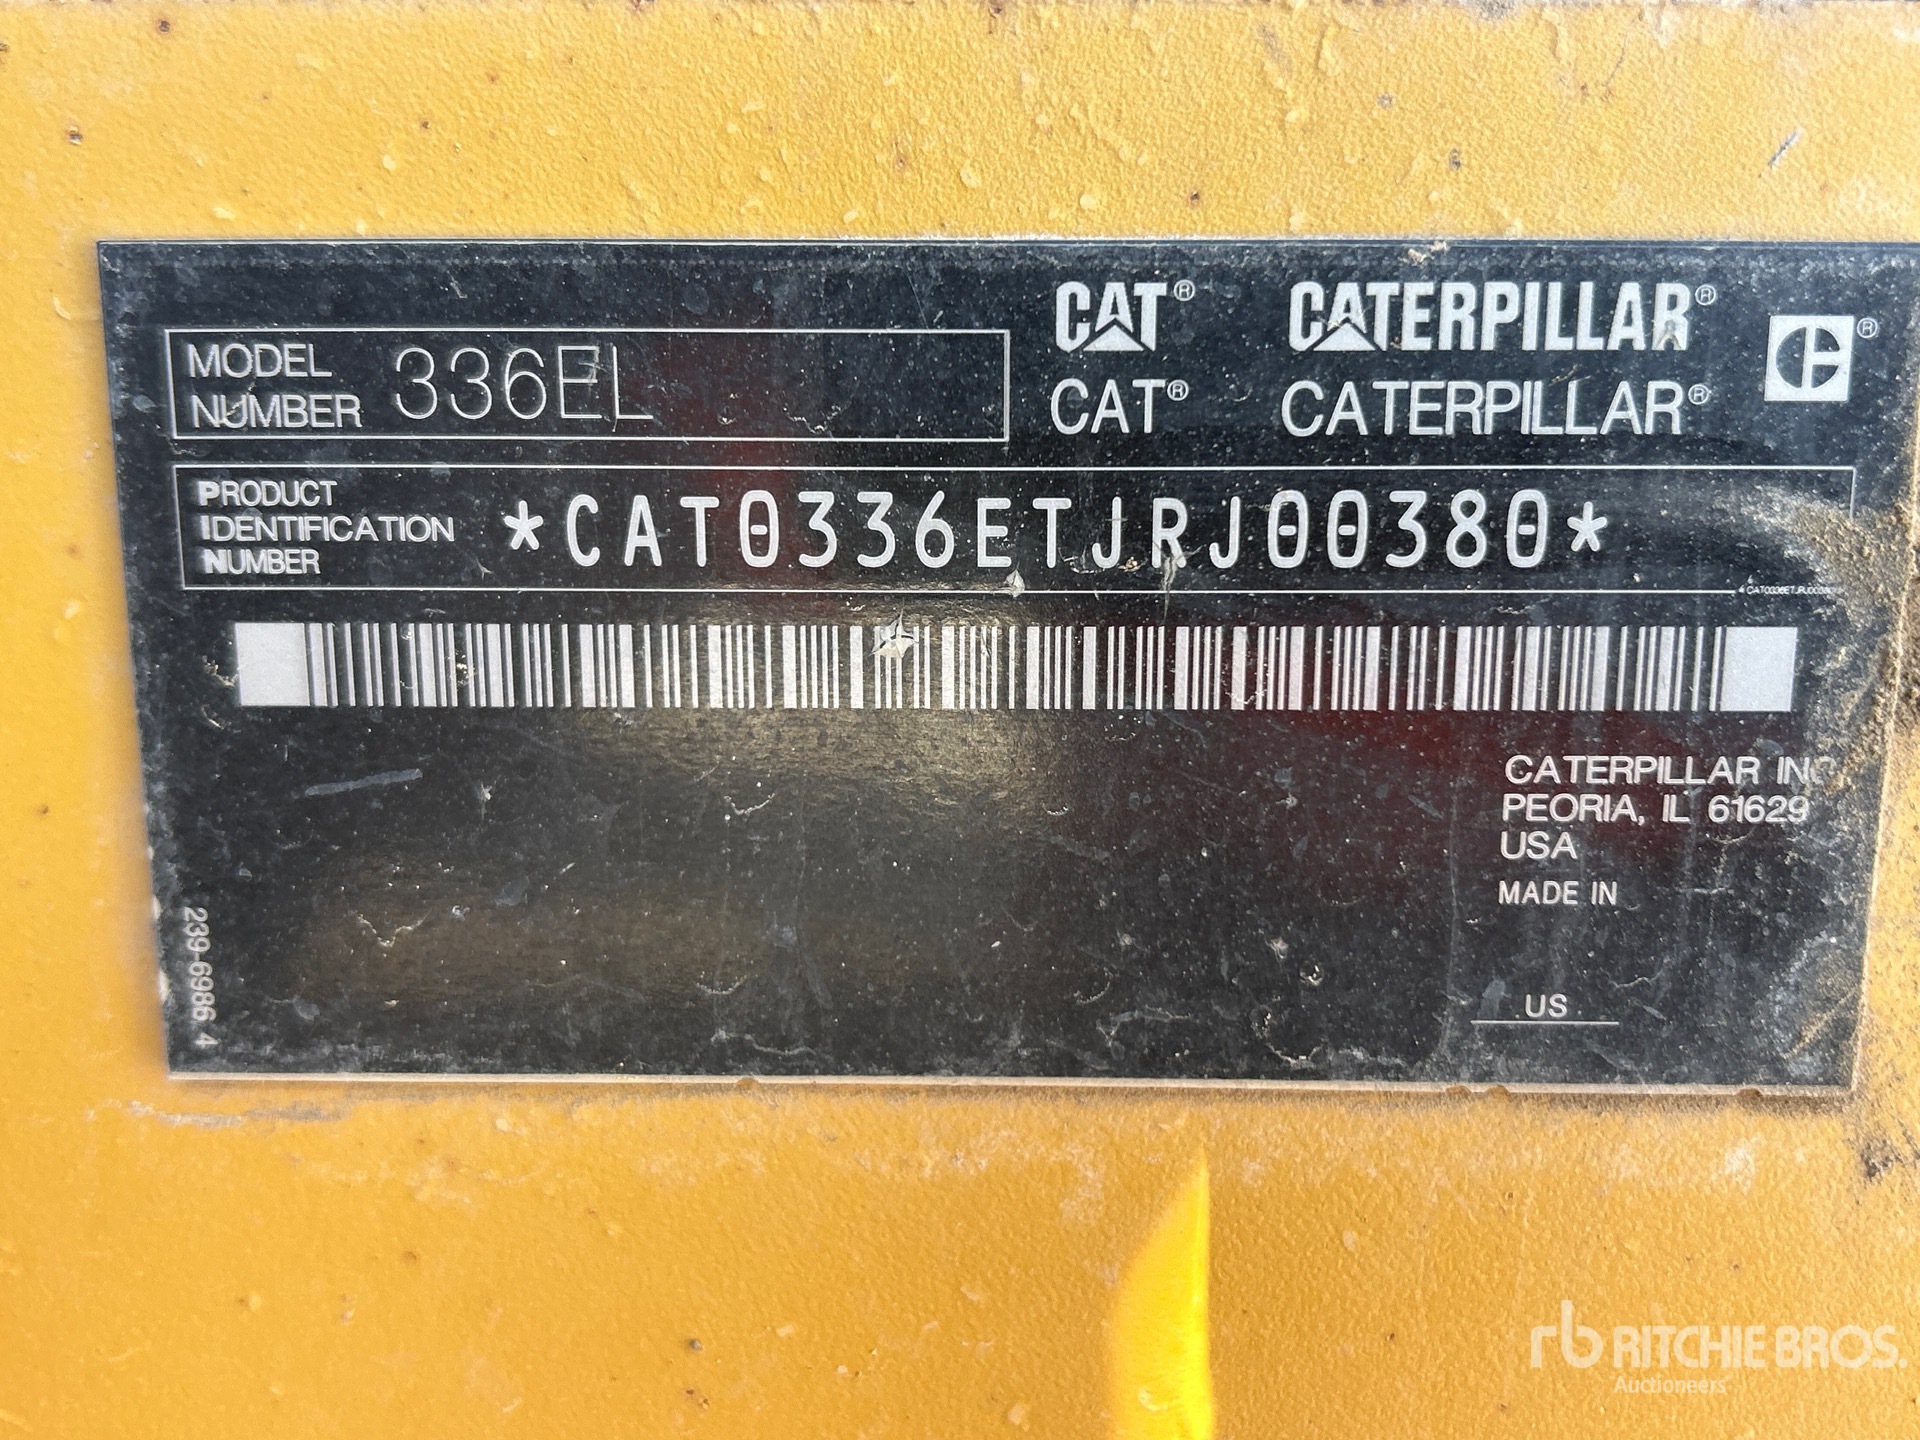 CAT® CATERPILLAR® ®
MODEL NUMBER 336EL
CAT® CATERPILLAR®
PRODUCT
IDENTIFICATION
NUMBER
*CAT0336ETJRJ00380*
CATERPILLAR INC
PEORIA, IL 61629
USA
MADE IN
US
239-6986 4
rb RITCHIE BROS.
Auctioneers